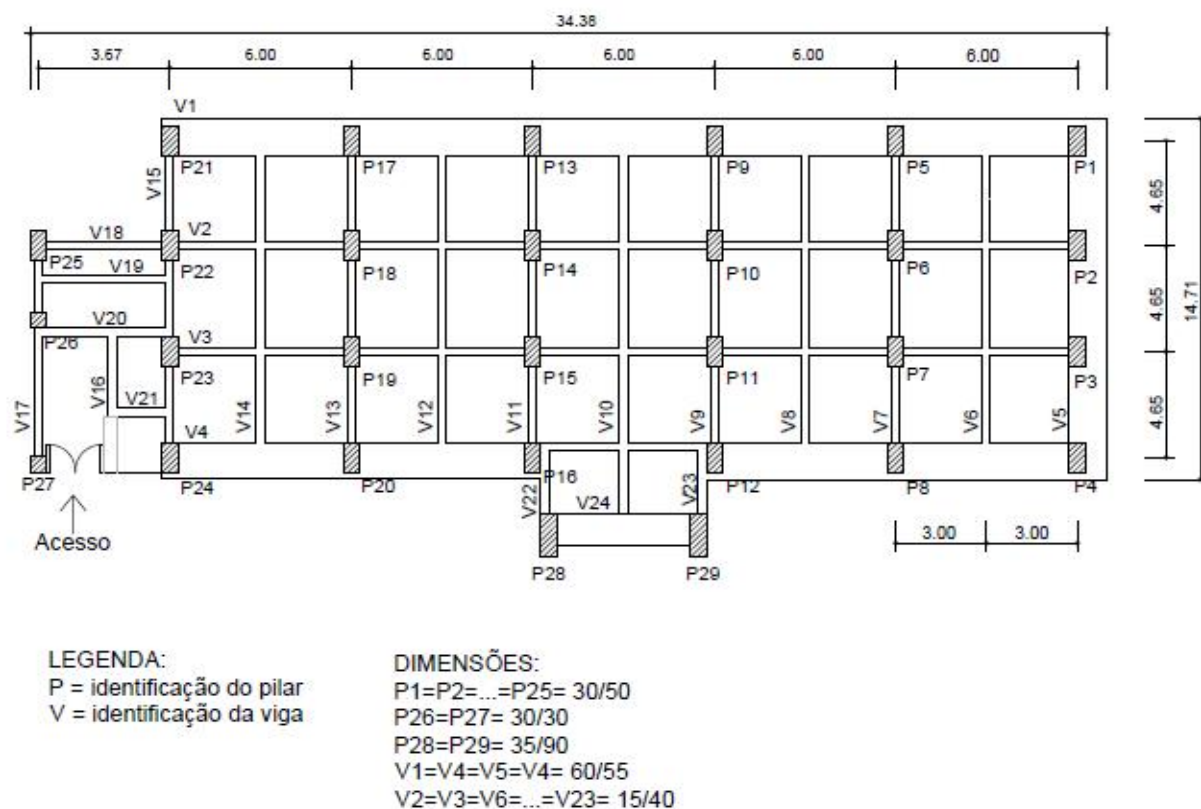 34.38
3.67 6.00 6.00 6.00 6.00 6.00
V1
P21 P17 P13 P9 P5 P1
V15
4.65
V18 V2
P25 V19 P22 P18 P14 P10 P6 P2
4.65
14.71
V20 V3
P26 P23 P19 P15 P11 P7 P3
V17 V16 V21 V14 V13 V12 V11 V10 V9 V8 V7 V6 V5
4.65
V4
P27 P24 P20 P16 P12 P8 P4
V22 V24 V23
Acesso
3.00 3.00
P28 P29
LEGENDA:
P = identificação do pilar
V = identificação da viga
DIMENSÕES:
P1=P2=...=P25= 30/50
P26=P27= 30/30
P28=P29= 35/90
V1=V4=V5=V4= 60/55
V2=V3=V6=...=V23= 15/40